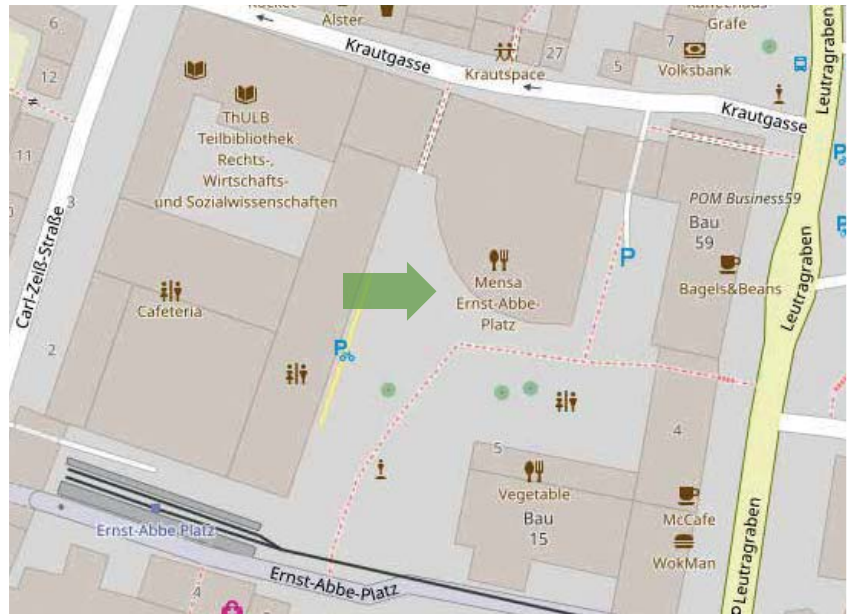 Alster
Gräfe
6
Krautgasse
27
7
Krautspace
5
Volksbank
12
Leutragraben
ThULB
Teilbibliothek
Rechts-,
Wirtschafts-
und Sozialwissenschaften
Krautgasse
11
3
POM Business59
Bau
59
P
Mensa
Ernst-Abbe-
Platz
Bagels&Beans
Carl-Zeiß-Straße
Cafeteria
Leutragraben
2
P
5
4
Vegetable
Bau
15
McCafe
WokMan
Ernst-Abbe Platz
Ernst-Abbe-Platz
4
Leutragraben